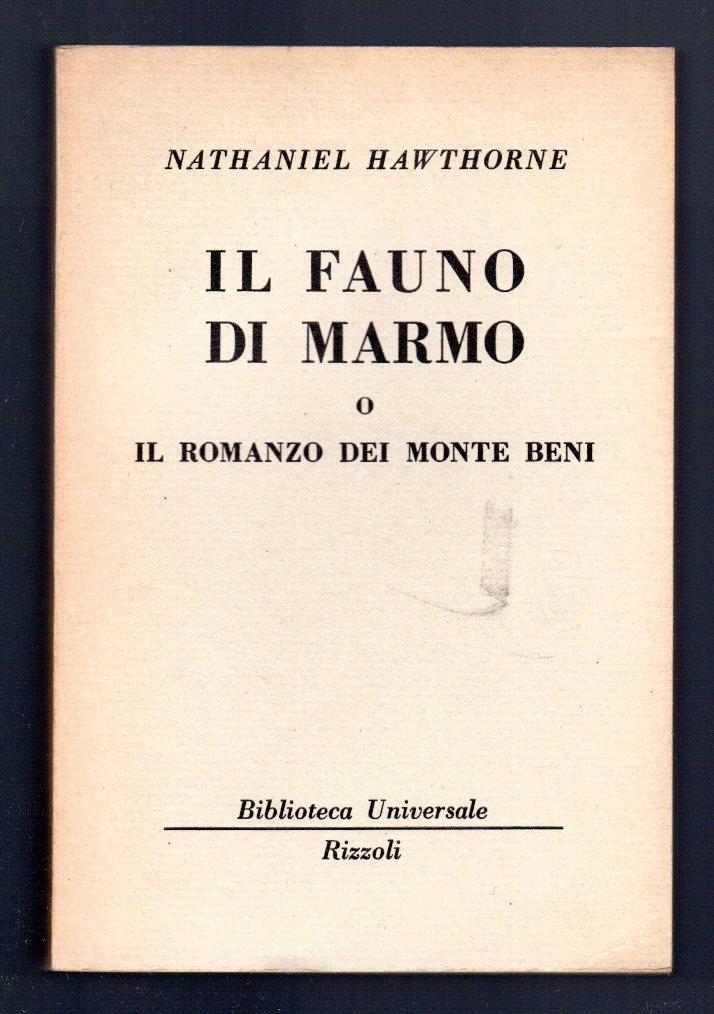 NATHANIEL HAWTHORNE
IL FAUNO
DI MARMO
O
IL ROMANZO DEI MONTE BENI
Biblioteca Universale
Rizzoli